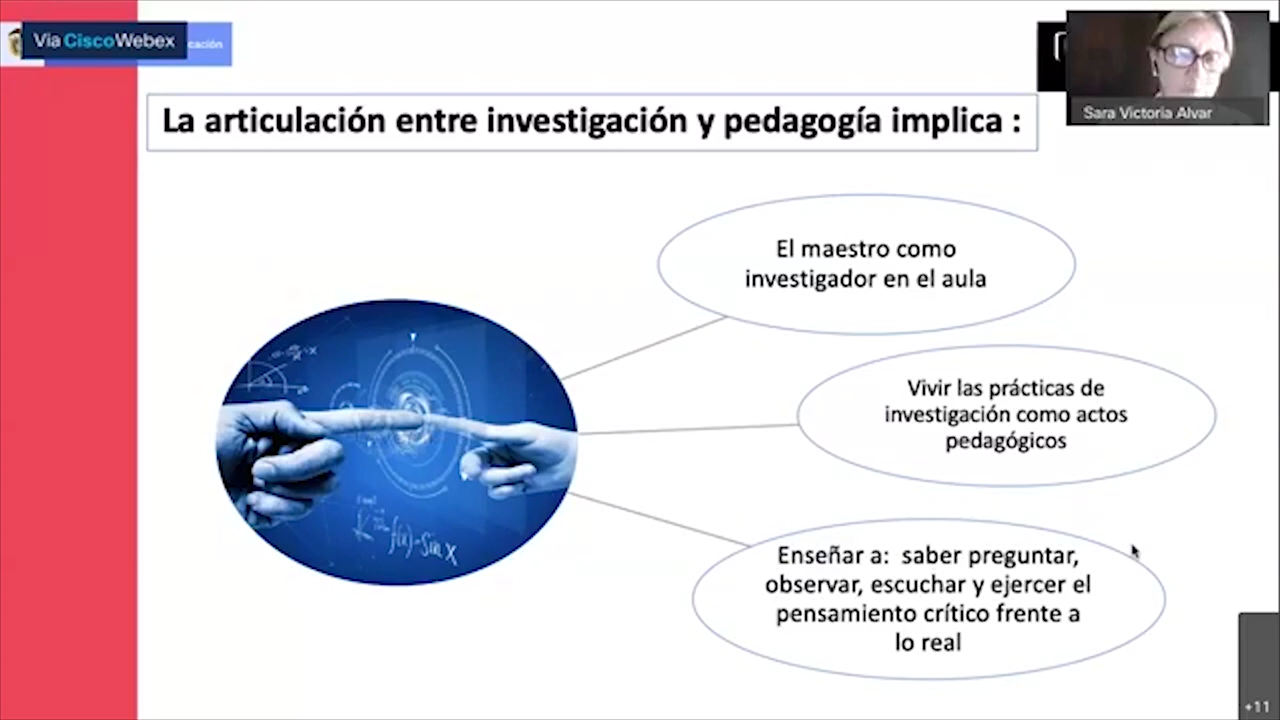 Vía CiscoWebex
cación
Sara Victoria Alvar
La articulación entre investigación y pedagogía implica :
El maestro como
investigador en el aula
Vivir las prácticas de
investigación como actos
pedagógicos
f(x)=Sin x
Enseñar a:  saber preguntar,
observar, escuchar y ejercer el
pensamiento crítico frente a
lo real
+11